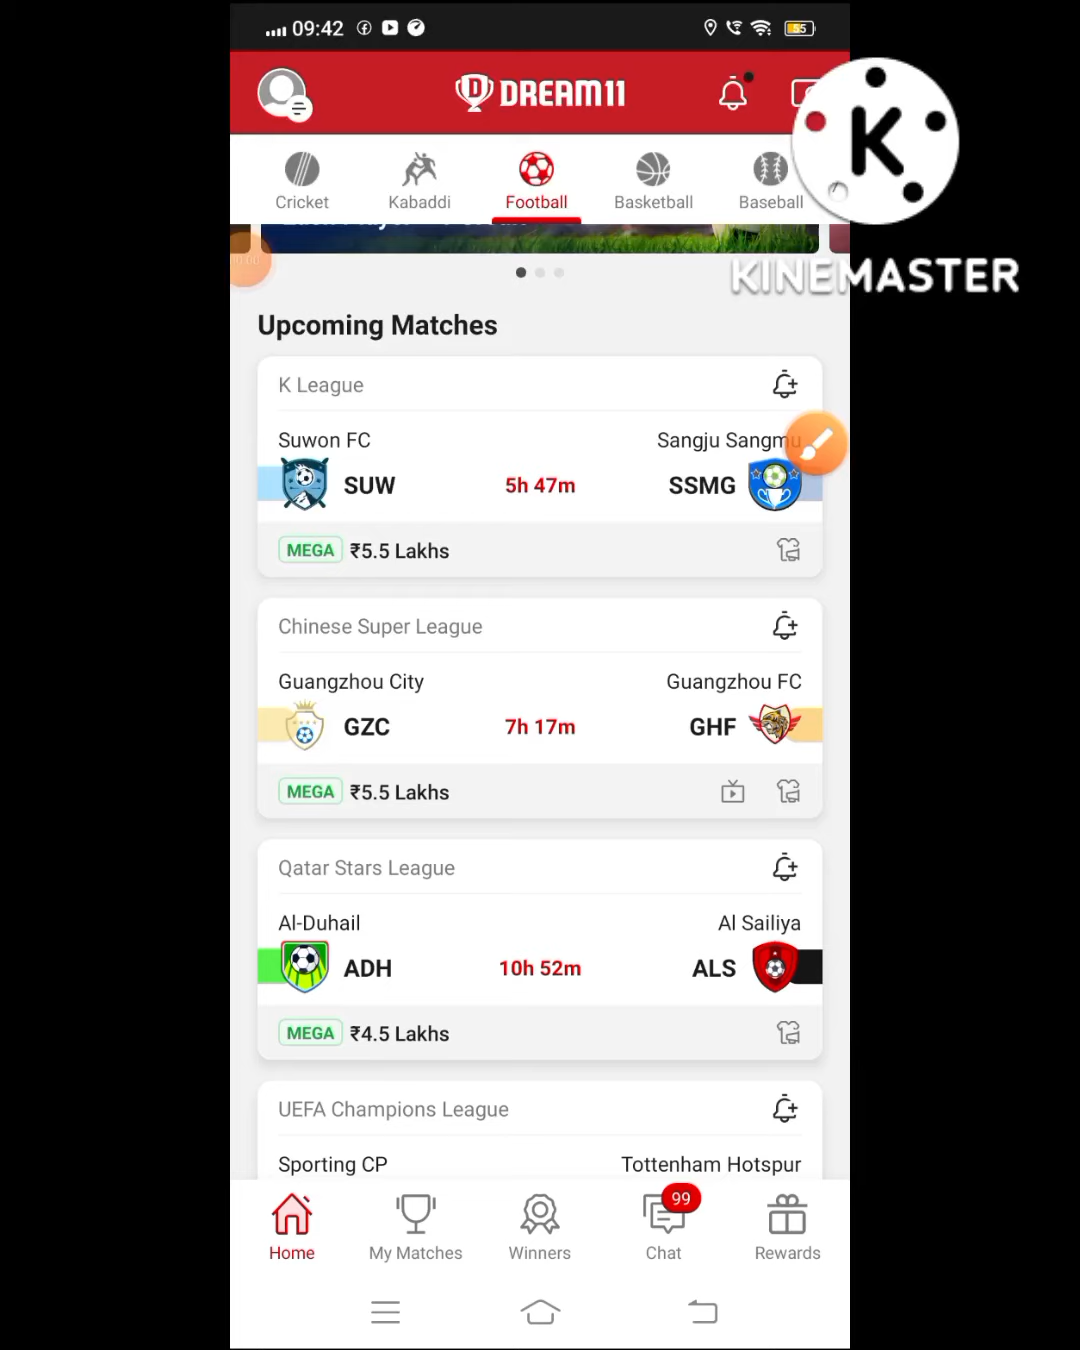 09:42
55
DREAM11
K
KINEMASTER
Cricket
Kabaddi
Football
Basketball
Baseball
Upcoming Matches
K League
Suwon FC
Sangju Sangmu
SUW
5h 47m
SSMG
MEGA ₹5.5 Lakhs
Chinese Super League
Guangzhou City
Guangzhou FC
GZC
7h 17m
GHF
MEGA ₹5.5 Lakhs
Qatar Stars League
Al-Duhail
Al Sailiya
ADH
10h 52m
ALS
MEGA ₹4.5 Lakhs
UEFA Champions League
Sporting CP
Tottenham Hotspur
99
Home
My Matches
Winners
Chat
Rewards